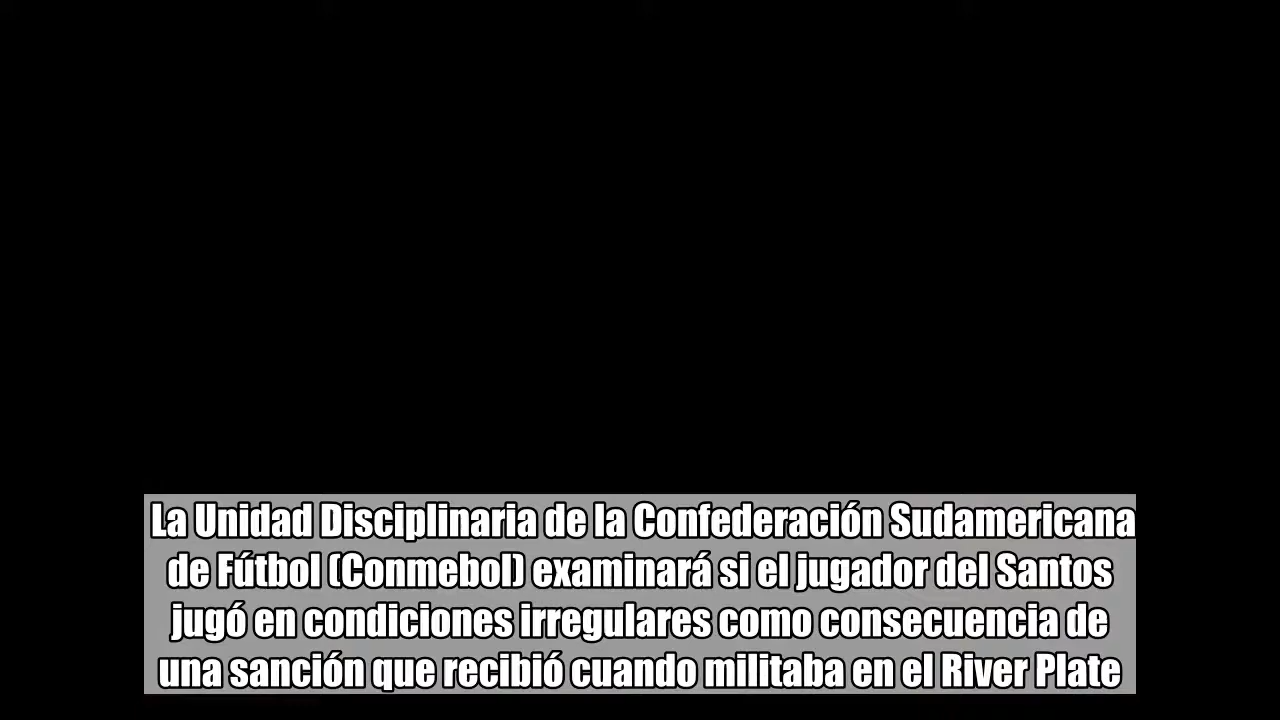 La Unidad Disciplinaria de la Confederación Sudamericana
de Fútbol (Conmebol) examinará si el jugador del Santos
jugó en condiciones irregulares como consecuencia de
una sanción que recibió cuando militaba en el River Plate